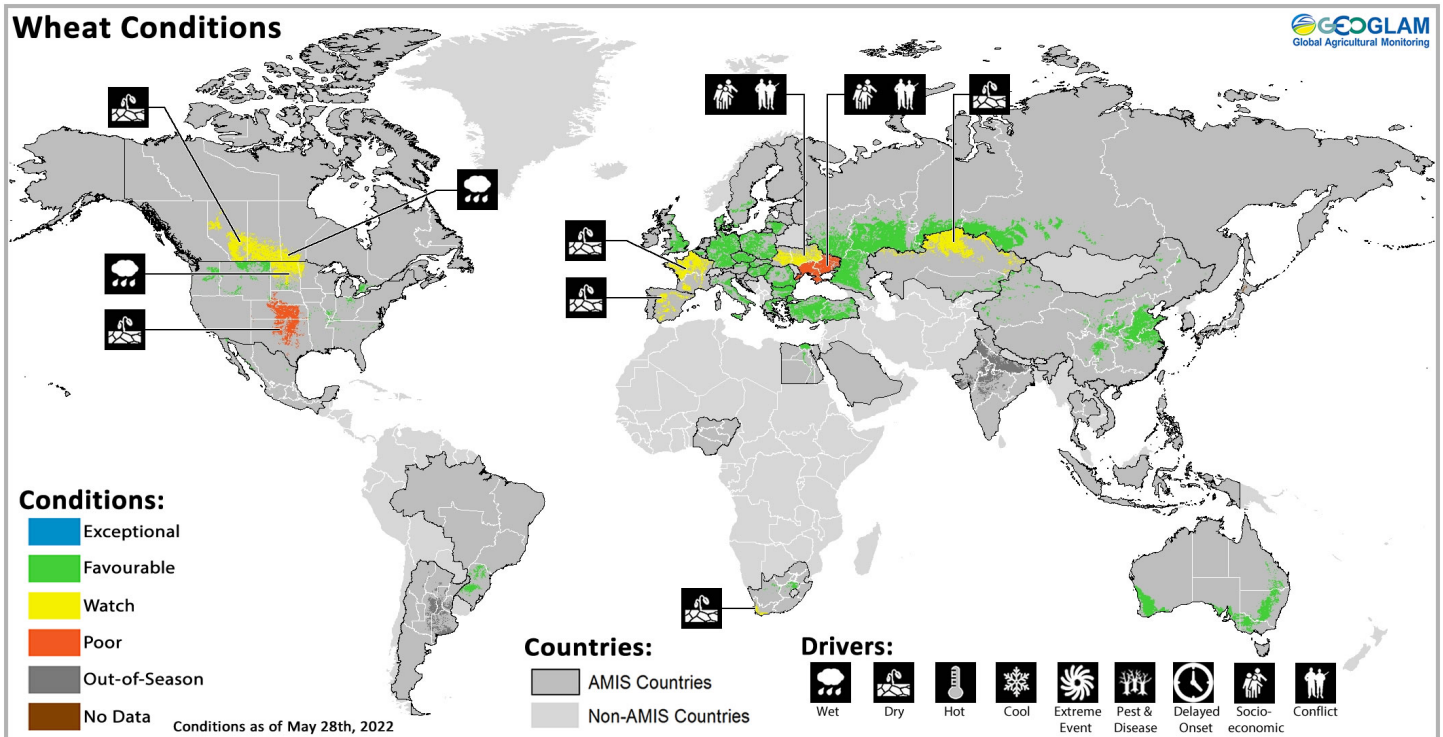 Wheat Conditions
GEOGLAM
Global Agricultural Monitoring
Conditions:
Exceptional
Favourable
Watch
Poor
Out-of-Season
No Data
Conditions as of May 28th, 2022
Countries:
AMIS Countries
Non-AMIS Countries
Drivers:
Wet
Dry
Hot
Cool
Extreme
Event
Pest &
Disease
Delayed
Onset
Socio-
economic
Conflict